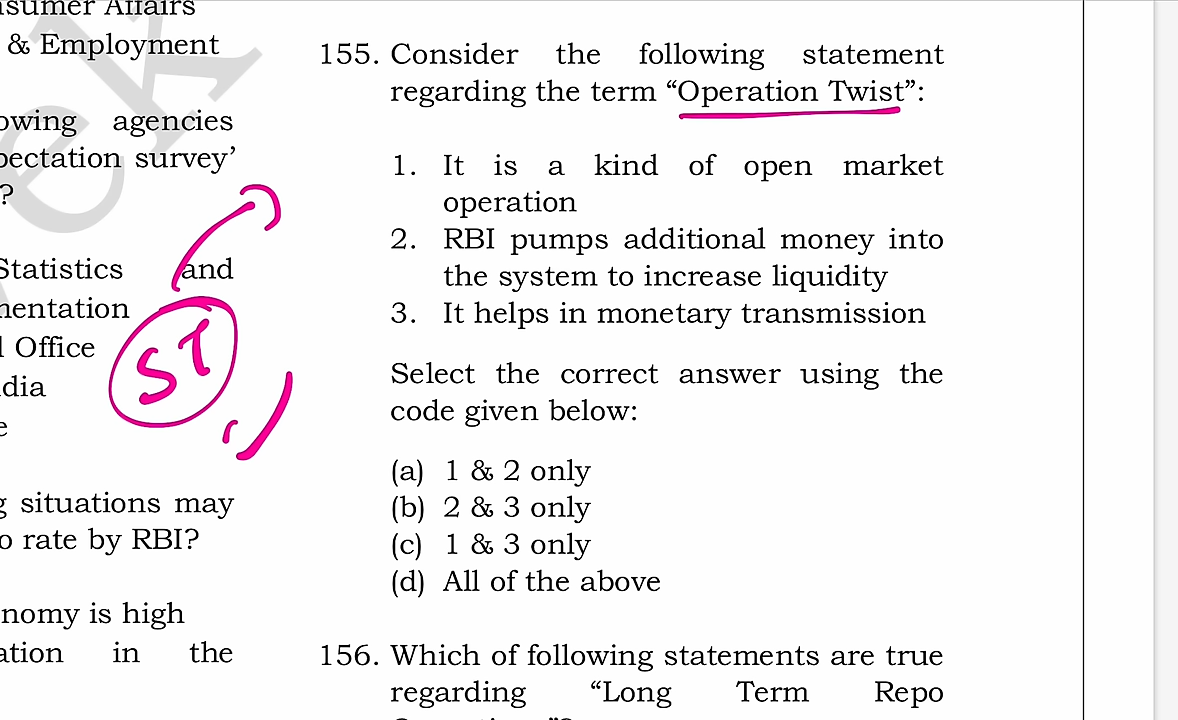 & Employment
owing agencies
pectation survey’
?
Statistics and
mentation
l Office
dia
e
g situations may
o rate by RBI?
nomy is high
ation in the
ST
155. Consider the following statement
regarding the term “Operation Twist”:
1. It is a kind of open market
operation
2. RBI pumps additional money into
the system to increase liquidity
3. It helps in monetary transmission
Select the correct answer using the
code given below:
(a) 1 & 2 only
(b) 2 & 3 only
(c) 1 & 3 only
(d) All of the above
156. Which of following statements are true
regarding “Long Term Repo